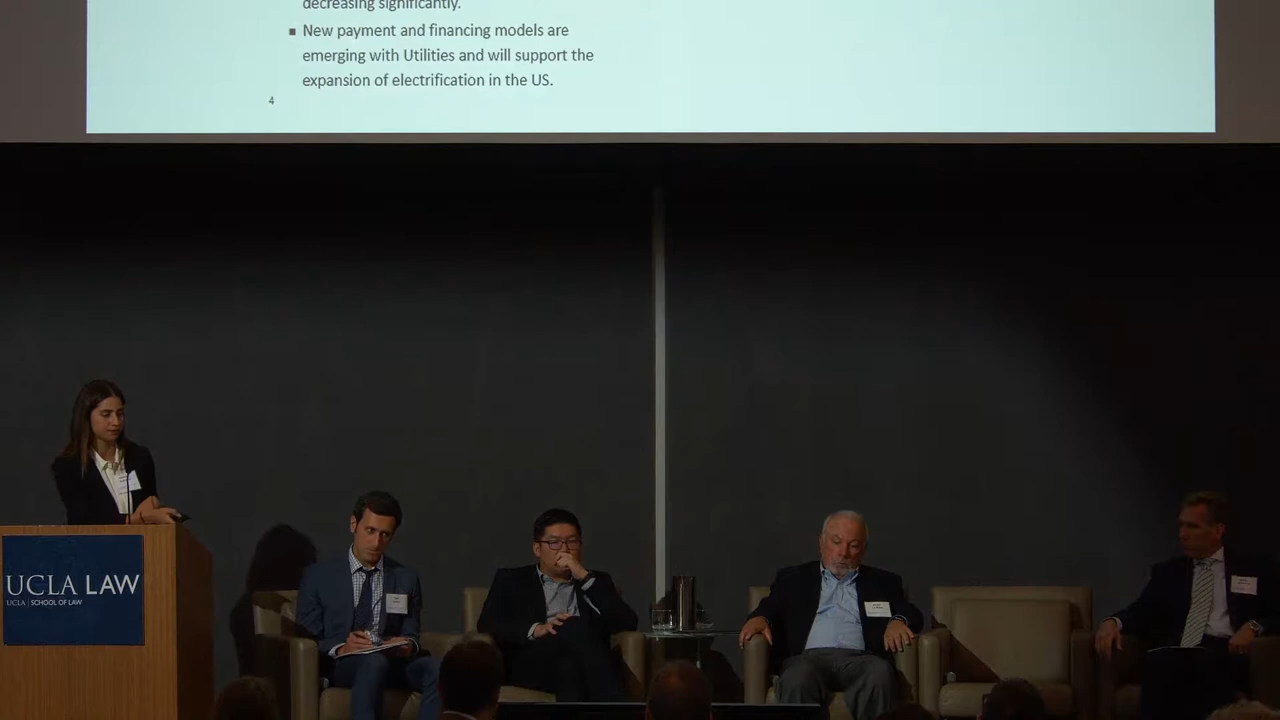 decreasing significantly.
■ New payment and financing models are
emerging with Utilities and will support the
expansion of electrification in the US.
4
UCLA LAW
UCLA | SCHOOL OF LAW